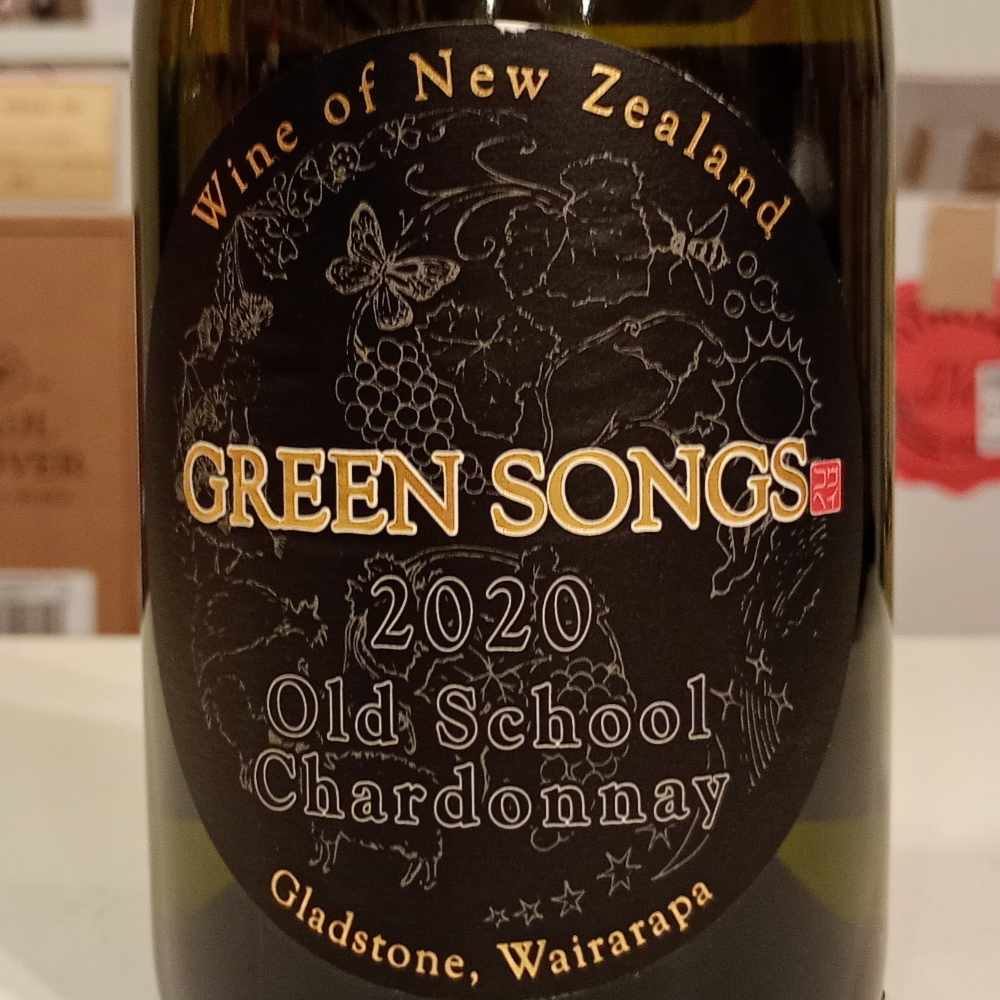 Wine of New Zealand
GREEN SONGS
2020
Old School
Chardonnay
Gladstone, Wairarapa